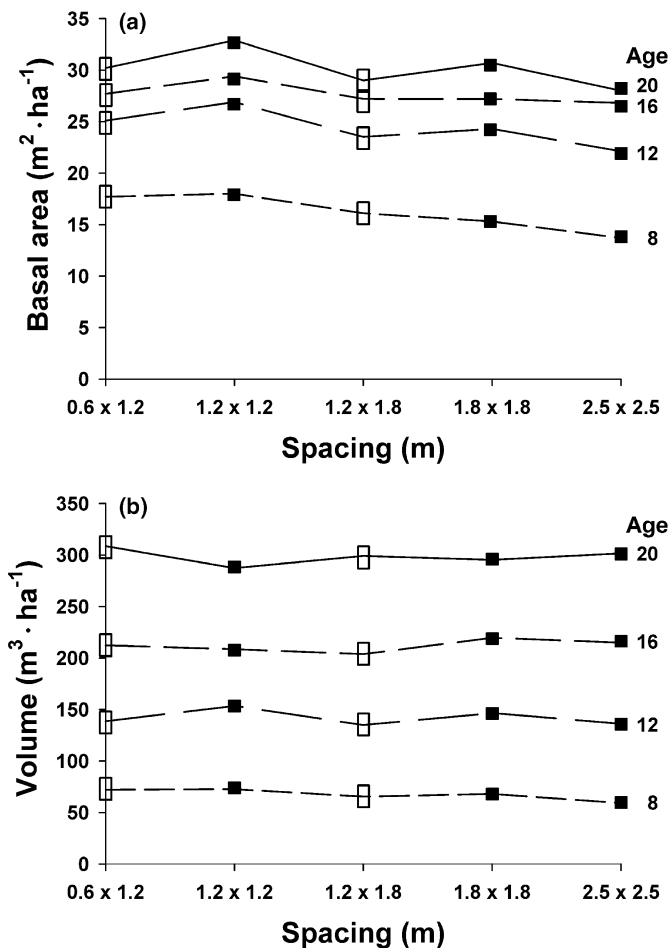 (a)
Age
35
30
25
20
15
10
5
0
20
16
12
8
Basal area (m² · ha⁻¹)
0.6 x 1.2 1.2 x 1.2 1.2 x 1.8 1.8 x 1.8 2.5 x 2.5
Spacing (m)
(b)
Age
350
300
250
200
150
100
50
0
20
16
12
8
Volume (m³ · ha⁻¹)
0.6 x 1.2 1.2 x 1.2 1.2 x 1.8 1.8 x 1.8 2.5 x 2.5
Spacing (m)